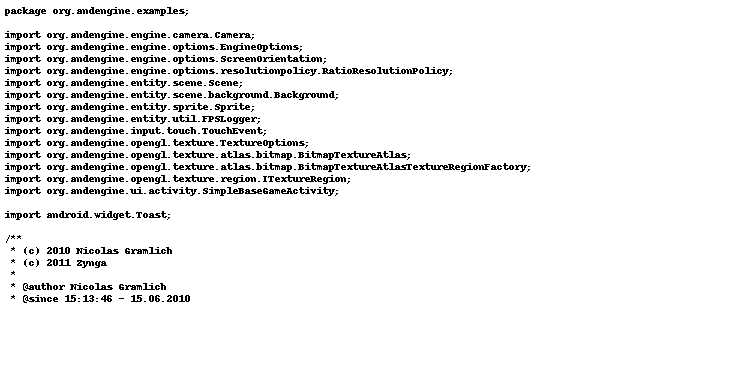 package org.andengine.examples;

import org.andengine.engine.camera.Camera;
import org.andengine.engine.options.EngineOptions;
import org.andengine.engine.options.ScreenOrientation;
import org.andengine.engine.options.resolutionpolicy.RatioResolutionPolicy;
import org.andengine.entity.scene.Scene;
import org.andengine.entity.scene.background.Background;
import org.andengine.entity.sprite.Sprite;
import org.andengine.entity.util.FPSLogger;
import org.andengine.input.touch.TouchEvent;
import org.andengine.opengl.texture.TextureOptions;
import org.andengine.opengl.texture.atlas.bitmap.BitmapTextureAtlas;
import org.andengine.opengl.texture.atlas.bitmap.BitmapTextureAtlasTextureRegionFactory;
import org.andengine.opengl.texture.region.ITextureRegion;
import org.andengine.ui.activity.SimpleBaseGameActivity;

import android.widget.Toast;

/**
 * (c) 2010 Nicolas Gramlich
 * (c) 2011 Zynga
 *
 * @author Nicolas Gramlich
 * @since 15:13:46 - 15.06.2010